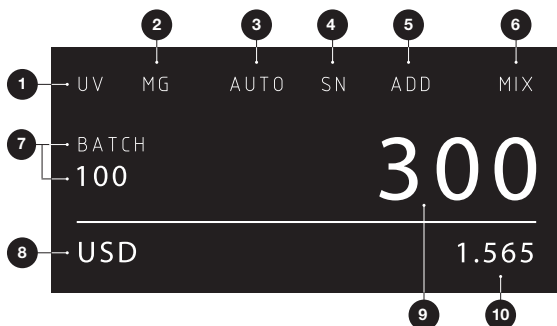 2 3 4 5 6
1 UV MG AUTO SN ADD MIX
7 BATCH
100 300
8 USD 1.565
9 10